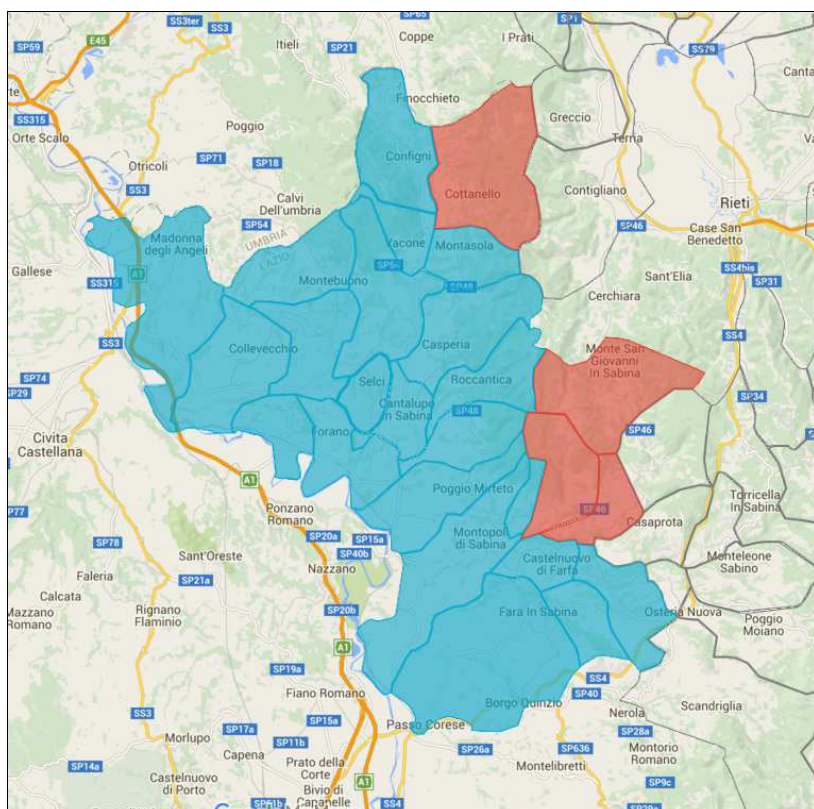 SS3ter
SS3
SP65
SP1
SP59
E45
Itieli
SP21
Coppe
I Prati
SS79
Finocchieto
SS315
Orte Scalo
Poggio
Greccio
Terria
Otricoli
SP71
SP18
Configni
SS3
Calvi
Dell'umbria
Cottanello
Contigliano
Rieti
SP46
Case San
Benedetto
Madonna
degli Angeli
SP54
UMBRIA
LAZIO
Vacone
Montasola
Gallese
A1
SS315
Montebuono
SP48
Sant'Elia
SS4bis
SP31
Cerchiara
SS3
Collevecchio
Casperia
SS4
Monte San
Giovanni
In Sabina
SP74
Selci
Roccantica
SP29
Cantalupo
in Sabina
SP48
SP34
Civita
Castellana
Forano
SP46
A1
Poggio Mirteto
Torricella
In Sabina
SP77
Ponzano
Romano
SP46
Casaprota
SP78
SP20a
SP15a
Montopoli
di Sabina
Sant'Oreste
SP40b
Castelnuovo
di Farfa
Monteleone
Sabino
Faleria
SP21a
Nazzano
Calcata
Mazzano
Romano
Rignano
Flaminio
SP20b
Fara In Sabina
Osteria Nuova
Poggio
Moiano
A1
SP19a
SS4
Fiano Romano
SP40
SS3
SP15a
Passo Corese
Borgo Quinzio
Nerola
Scandriglia
Morlupo
SP17a
SP11b
SP26a
SP636
SP28a
Capena
Prato della
Corte
Montelibretti
Montorio
Romano
SP14a
Castelnuovo
di Porto
Bivio di
Capanelle
A1
SP9c
SS4